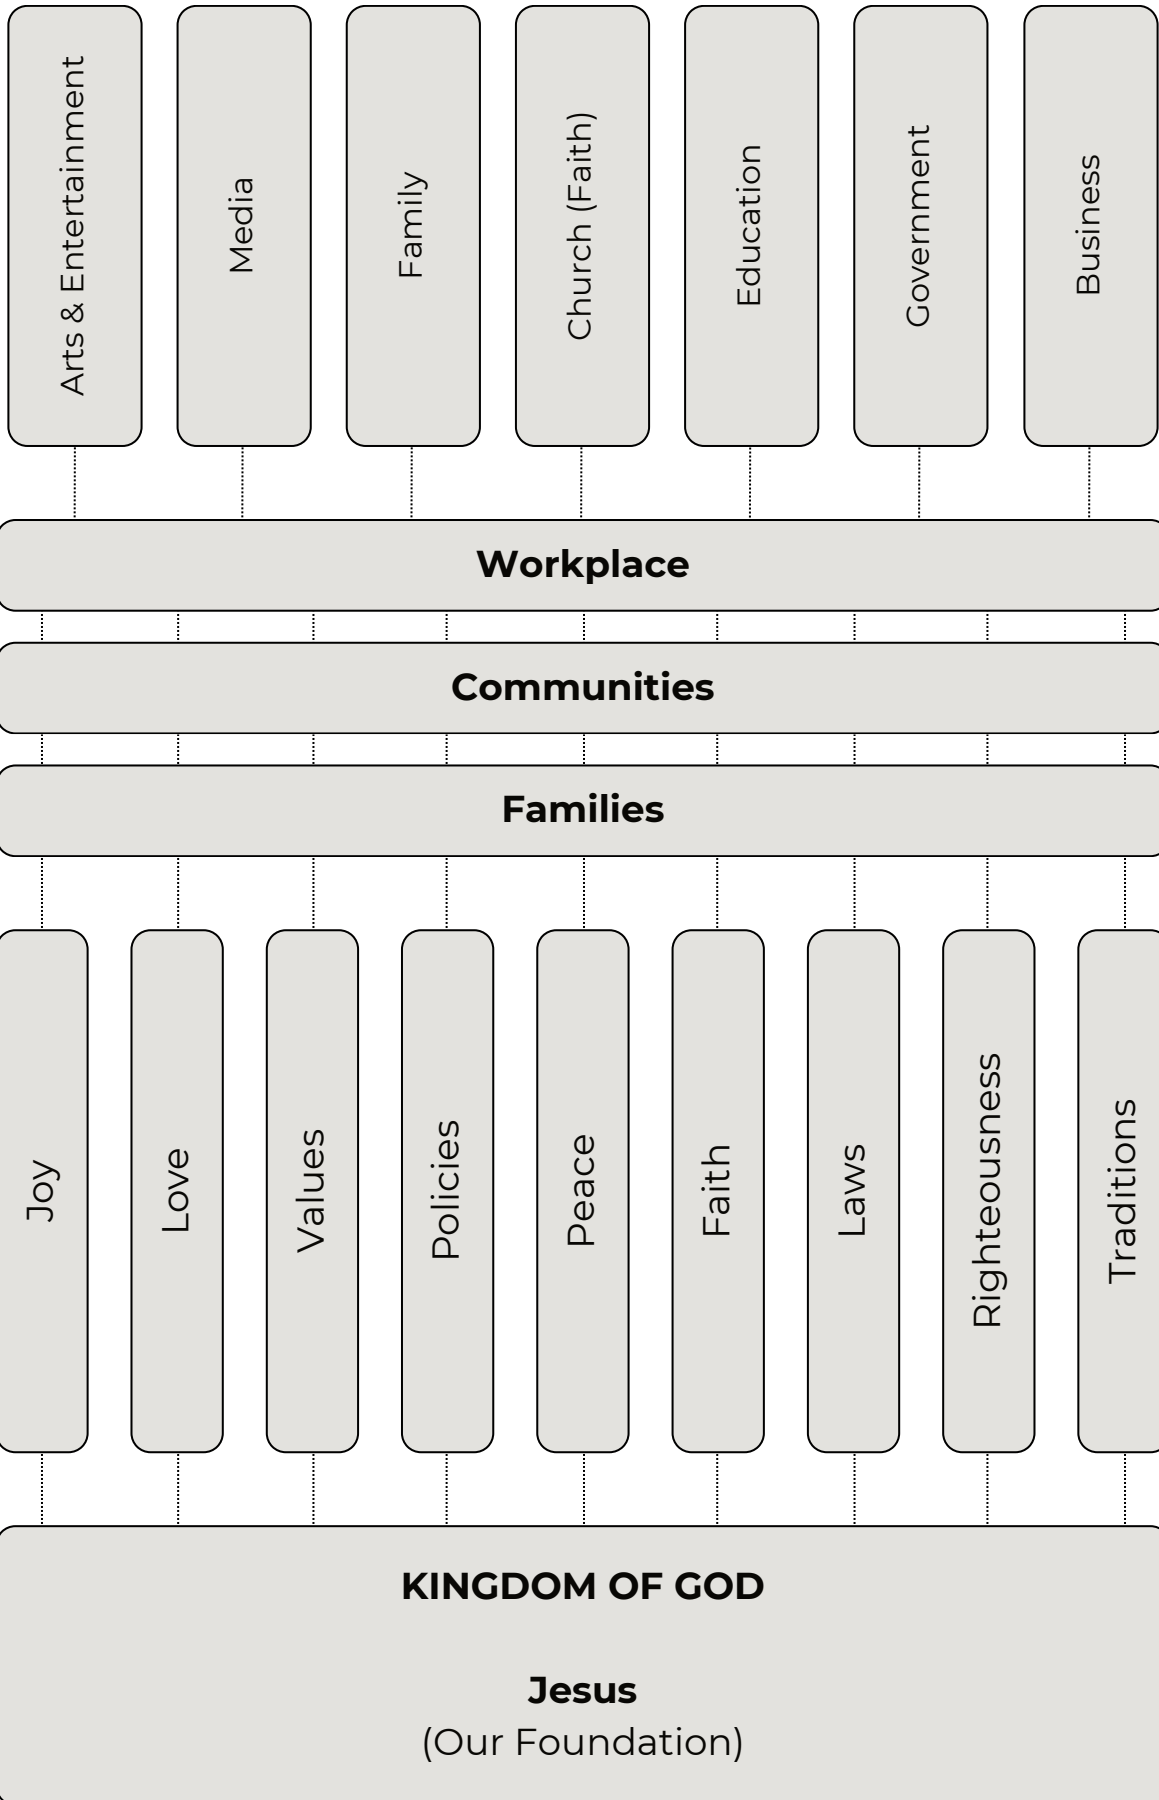 Arts & Entertainment
Media
Family
Church (Faith)
Education
Government
Business
Workplace
Communities
Families
Joy
Love
Values
Policies
Peace
Faith
Laws
Righteousness
Traditions
KINGDOM OF GOD
Jesus
(Our Foundation)